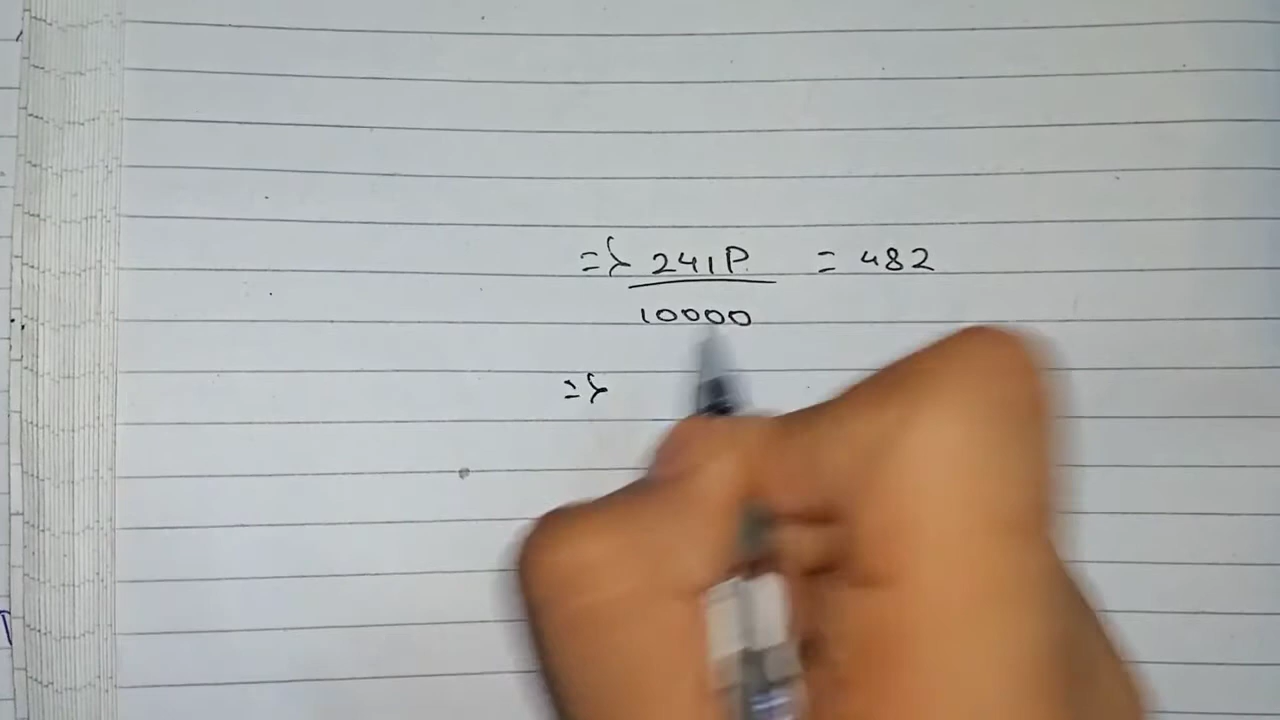 => 241P = 482
10000
=>